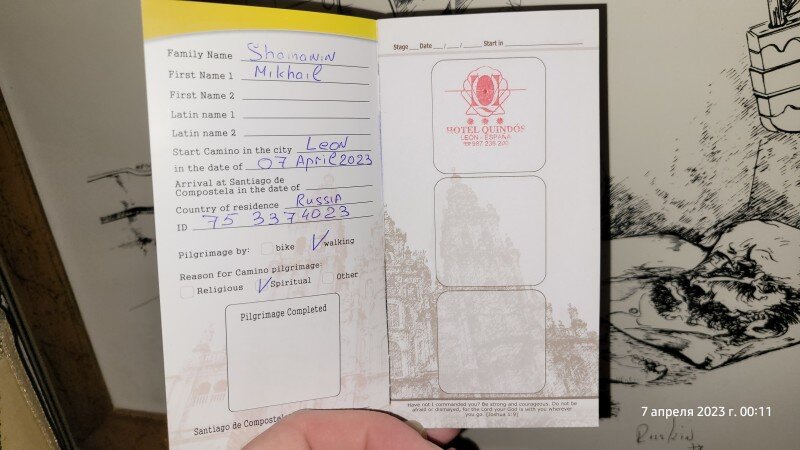 Family Name Shamanin
First Name 1 Mikhail
First Name 2
Latin name 1
Latin name 2
Start Camino in the city Leon
in the date of 07 April 2023
Arrival at Santiago de
Compostela in the date of
Country of residence Russia
ID 75 3374023
Pilgrimage by: bike walking
Reason for Camino pilgrimage:
Religious Spiritual Other
Pilgrimage Completed
Santiago de Compostela
Stage Date / / Start in
HOTEL QUINDÓS
LEÓN - ESPAÑA
987 236 200
Have not I commanded you? Be strong and courageous. Do not be
afraid or dismayed, for the Lord your God is with you wherever
you go. (Joshua 1:9)
7 апреля 2023 г. 00:11